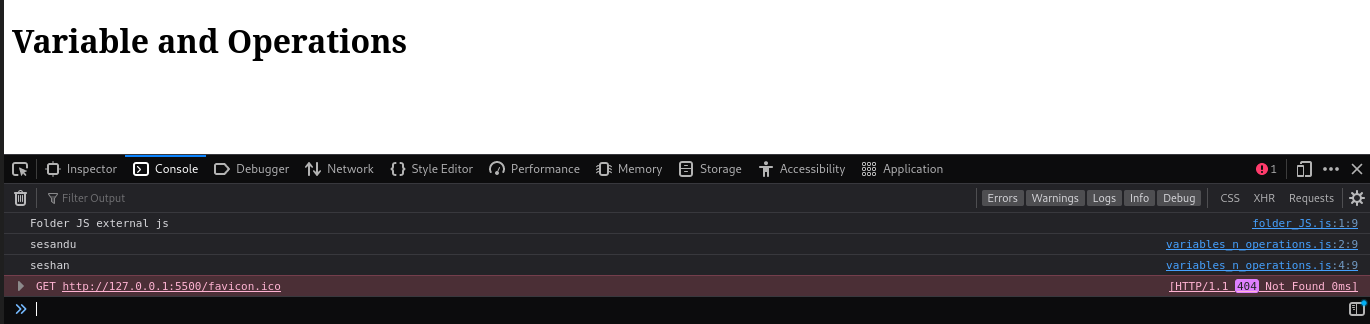 Variable and Operations
Inspector Console Debugger Network Style Editor Performance Memory Storage Accessibility Application 1
Filter Output Errors Warnings Logs Info Debug CSS XHR Requests
Folder JS external js folder_JS.js:1:9
sesandu variables_n_operations.js:2:9
seshan variables_n_operations.js:4:9
GET http://127.0.0.1:5500/favicon.ico [HTTP/1.1 404 Not Found 0ms]